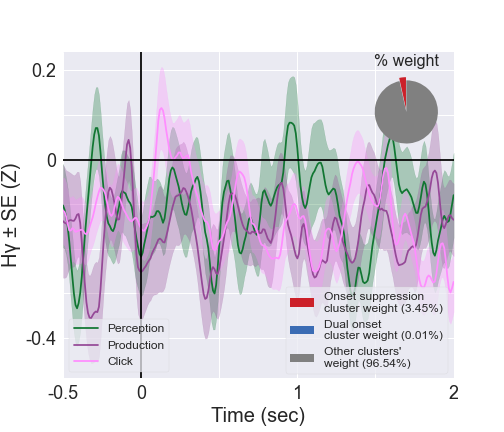 % weight
0.2
0
-0.4
Hγ ± SE (Z)
Perception
Production
Click
Onset suppression
cluster weight (3.45%)
Dual onset
cluster weight (0.01%)
Other clusters'
weight (96.54%)
-0.5
0
1
2
Time (sec)